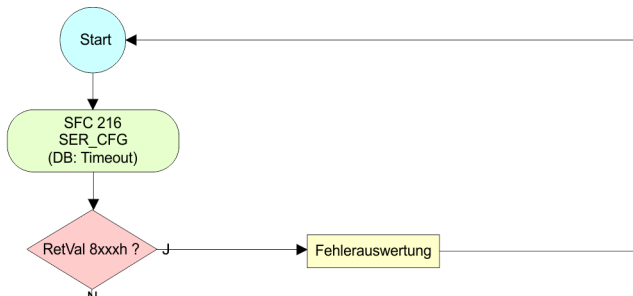 Start
SFC 216
SER_CFG
(DB: Timeout)
RetVal 8xxxh ?
J
Fehlerauswertung
N